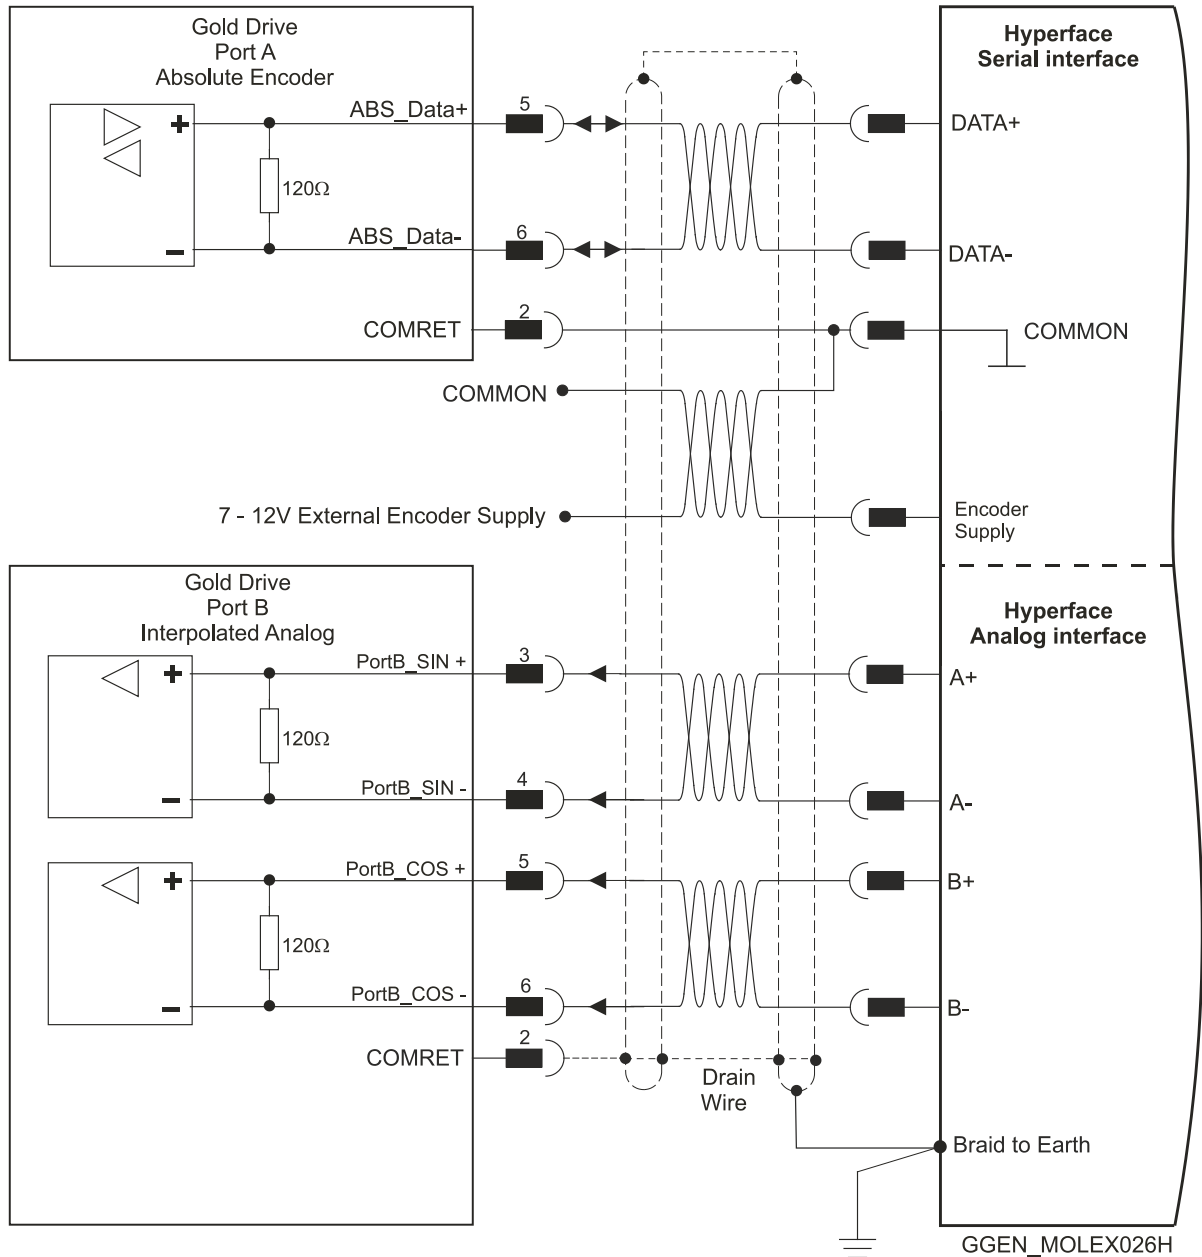 Gold Drive
Port A
Absolute Encoder
ABS_Data+
5
+
120Ω
ABS_Data-
6
-
COMRET
2
Hyperface
Serial interface
DATA+
DATA-
COMMON
COMMON
7 - 12V External Encoder Supply
Encoder
Supply
Gold Drive
Port B
Interpolated Analog
PortB_SIN +
3
+
120Ω
PortB_SIN -
4
-
PortB_COS +
5
+
120Ω
PortB_COS -
6
-
COMRET
2
Drain
Wire
Hyperface
Analog interface
A+
A-
B+
B-
Braid to Earth
GGEN_MOLEX026H